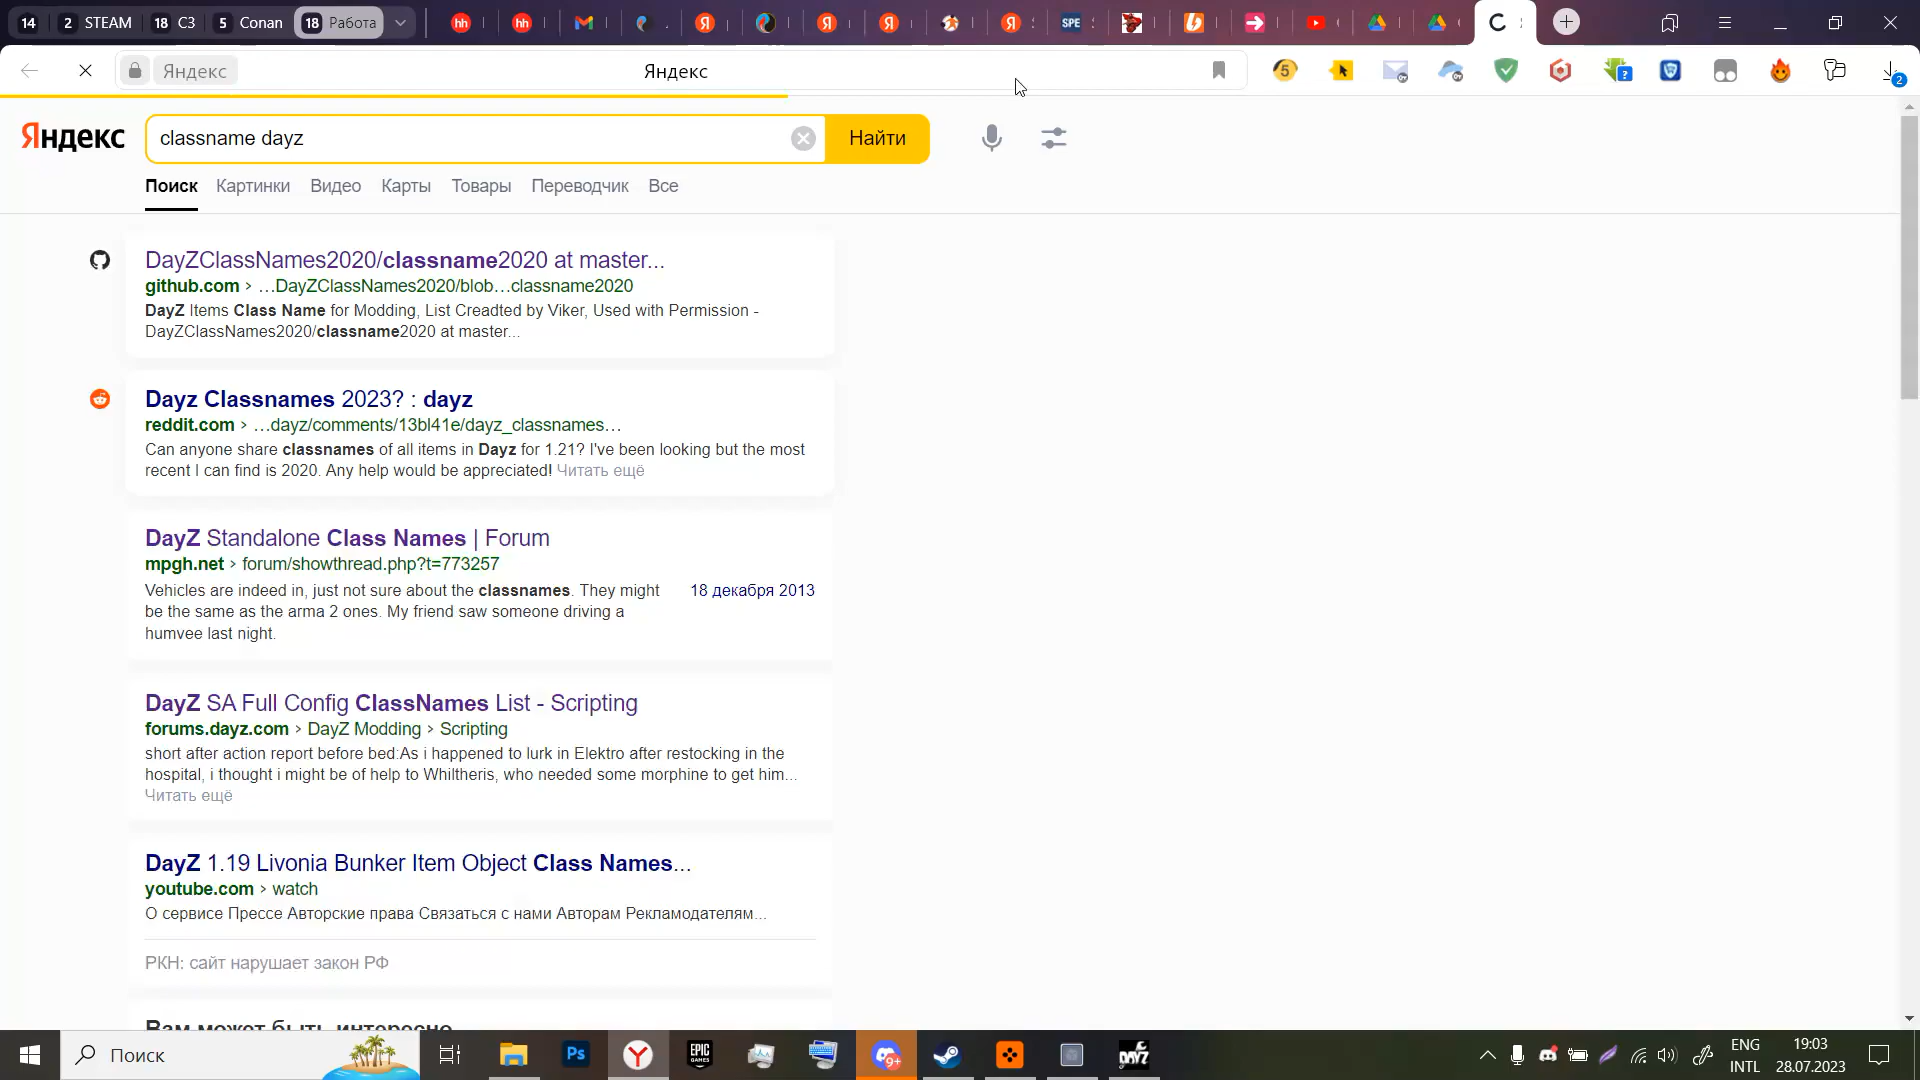 14 2 STEAM 18 C3 5 Conan 18 Работа
Яндекс Яндекс
Яндекс classname dayz Найти
Поиск Картинки Видео Карты Товары Переводчик Все
DayZClassNames2020/classname2020 at master...
github.com › …DayZClassNames2020/blob…classname2020
DayZ Items Class Name for Modding, List Creadted by Viker, Used with Permission -
DayZClassNames2020/classname2020 at master...
Dayz Classnames 2023? : dayz
reddit.com › …dayz/comments/13bl41e/dayz_classnames…
Can anyone share classnames of all items in Dayz for 1.21? I've been looking but the most
recent I can find is 2020. Any help would be appreciated! Читать ещё
DayZ Standalone Class Names | Forum
mpgh.net › forum/showthread.php?t=773257
Vehicles are indeed in, just not sure about the classnames. They might 18 декабря 2013
be the same as the arma 2 ones. My friend saw someone driving a
humvee last night.
DayZ SA Full Config ClassNames List - Scripting
forums.dayz.com › DayZ Modding › Scripting
short after action report before bed:As i happened to lurk in Elektro after restocking in the
hospital, i thought i might be of help to Whiltheris, who needed some morphine to get him...
Читать ещё
DayZ 1.19 Livonia Bunker Item Object Class Names...
youtube.com › watch
О сервисе Прессе Авторские права Связаться с нами Авторам Рекламодателям...
РКН: сайт нарушает закон РФ
Вам может быть интересно
Поиск
ENG 19:03
INTL 28.07.2023